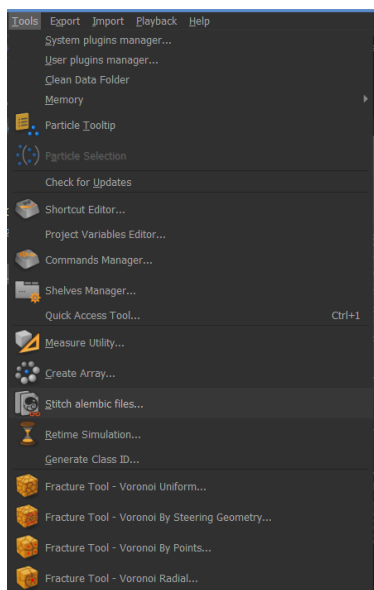 Tools Export Import Playback Help
System plugins manager...
User plugins manager...
Clean Data Folder
Memory
Particle Tooltip
Particle Selection
Check for Updates
Shortcut Editor...
Project Variables Editor...
Commands Manager...
Shelves Manager...
Quick Access Tool... Ctrl+1
Measure Utility...
Create Array...
Stitch alembic files...
Retime Simulation...
Generate Class ID...
Fracture Tool - Voronoi Uniform...
Fracture Tool - Voronoi By Steering Geometry...
Fracture Tool - Voronoi By Points...
Fracture Tool - Voronoi Radial...